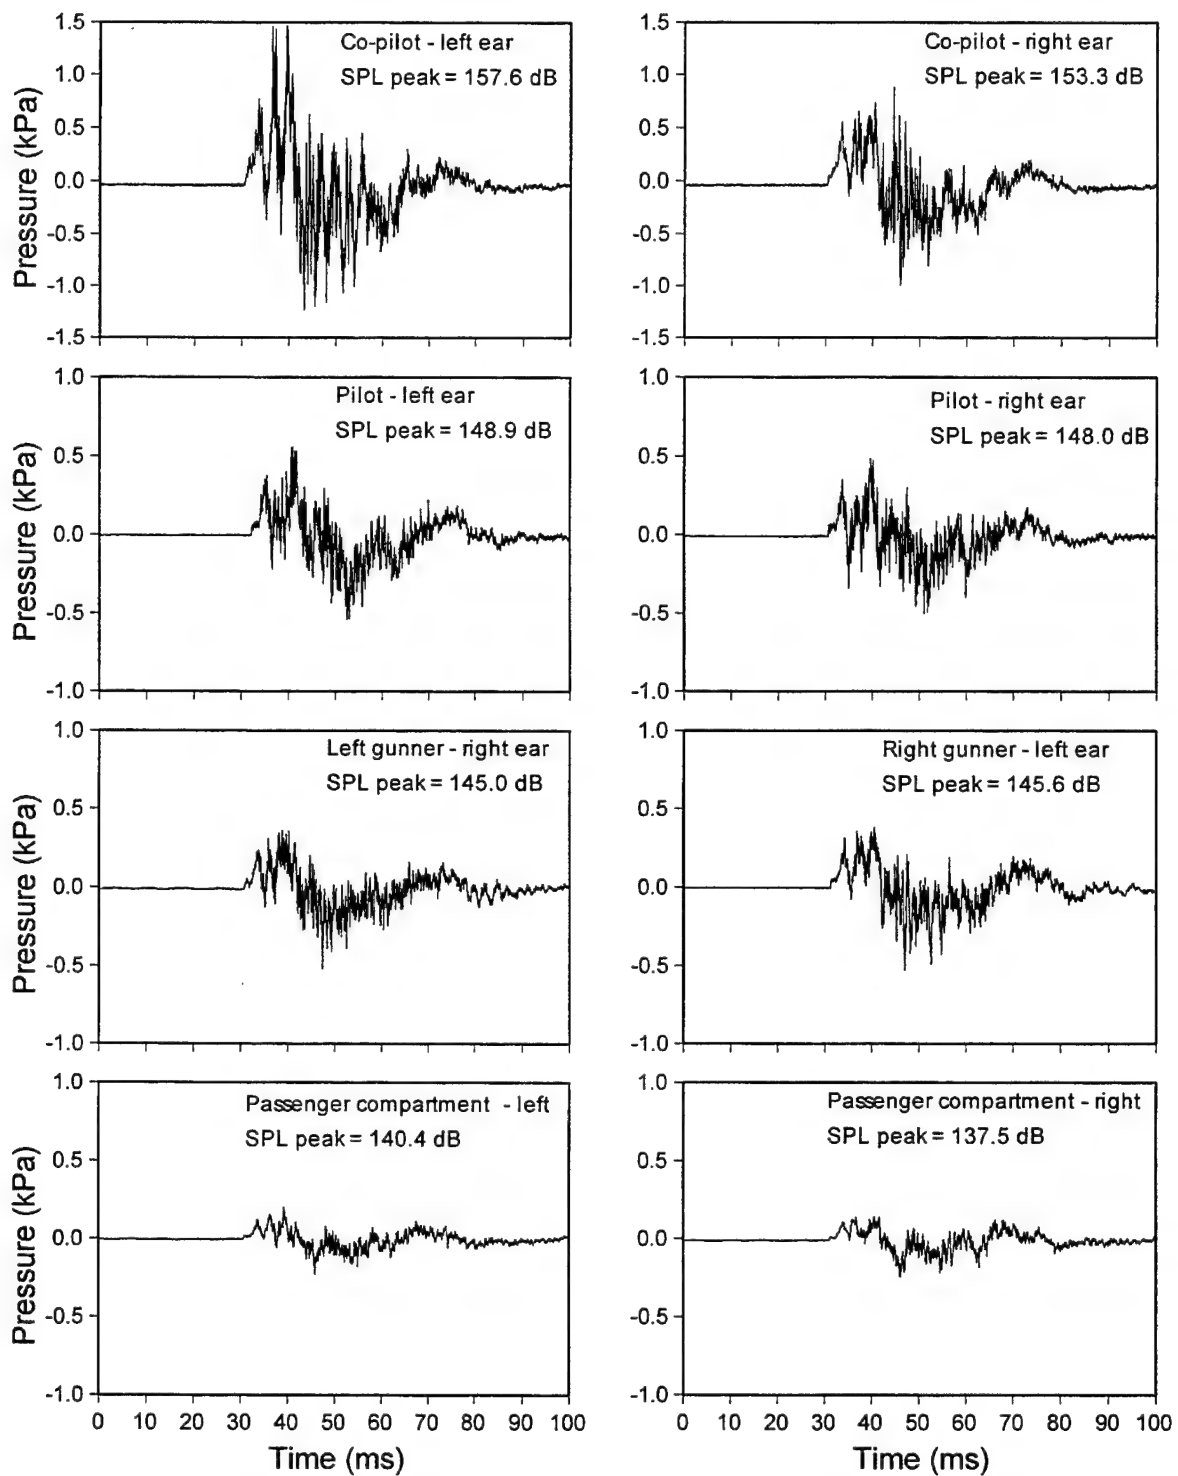 Co-pilot - left ear
SPL peak = 157.6 dB
1.5
1.0
0.5
0.0
-0.5
-1.0
-1.5
Pressure (kPa)
Co-pilot - right ear
SPL peak = 153.3 dB
1.5
1.0
0.5
0.0
-0.5
-1.0
-1.5
Pilot - left ear
SPL peak = 148.9 dB
1.0
0.5
0.0
-0.5
-1.0
Pressure (kPa)
Pilot - right ear
SPL peak = 148.0 dB
1.0
0.5
0.0
-0.5
-1.0
Left gunner - right ear
SPL peak = 145.0 dB
1.0
0.5
0.0
-0.5
-1.0
Pressure (kPa)
Right gunner - left ear
SPL peak = 145.6 dB
1.0
0.5
0.0
-0.5
-1.0
Passenger compartment - left
SPL peak = 140.4 dB
1.0
0.5
0.0
-0.5
-1.0
Pressure (kPa)
0 10 20 30 40 50 60 70 80 90 100
Time (ms)
Passenger compartment - right
SPL peak = 137.5 dB
1.0
0.5
0.0
-0.5
-1.0
0 10 20 30 40 50 60 70 80 90 100
Time (ms)